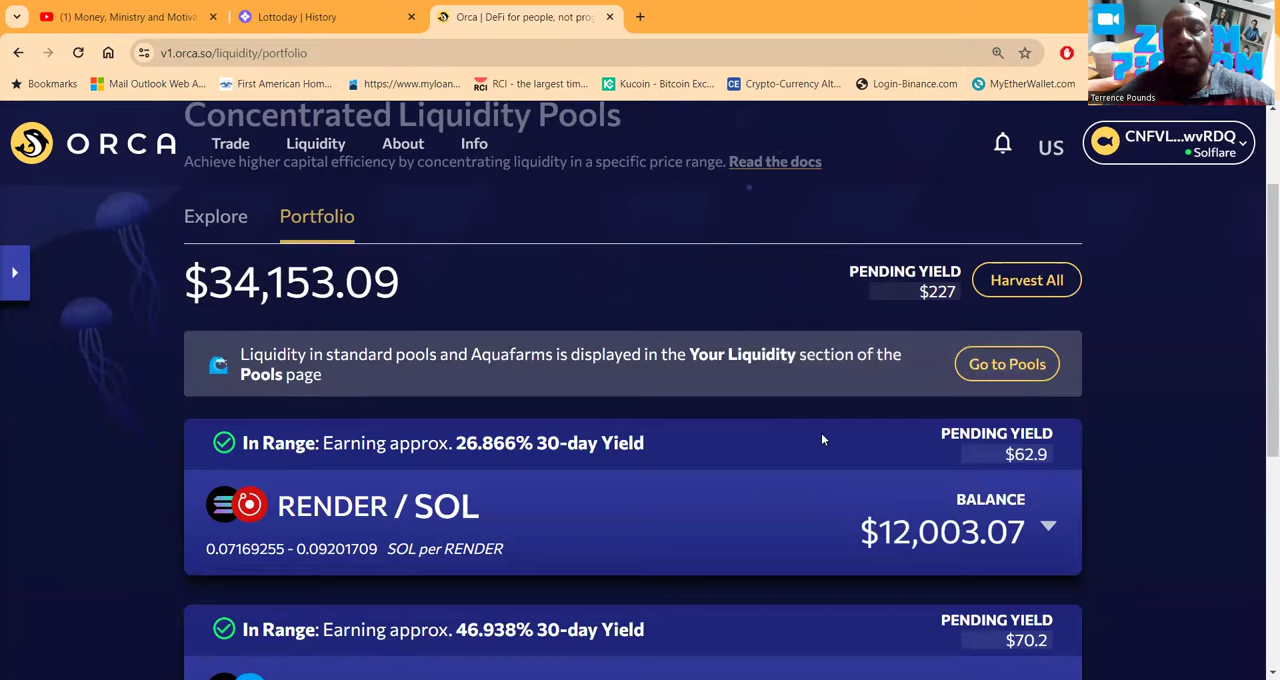 (1) Money, Ministry and Motiva
Lottoday | History
Orca | DeFi for people, not pro
v1.orca.so/liquidity/portfolio
Bookmarks
Mail Outlook Web A...
First American Hom...
https://www.myloan...
RCI - the largest tim...
Kucoin - Bitcoin Exc...
Crypto-Currency Alt...
Login-Binance.com
MyEtherWallet.com
Terrence Pounds
Concentrated Liquidity Pools
ORCA
Trade
Liquidity
About
Info
US
CNFVL...wvRDQ
Solflare
Achieve higher capital efficiency by concentrating liquidity in a specific price range. Read the docs
Explore
Portfolio
$34,153.09
PENDING YIELD
$227
Harvest All
Liquidity in standard pools and Aquafarms is displayed in the Your Liquidity section of the
Pools page
Go to Pools
In Range: Earning approx. 26.866% 30-day Yield
PENDING YIELD
$62.9
RENDER / SOL
BALANCE
$12,003.07
0.07169255 - 0.09201709 SOL per RENDER
In Range: Earning approx. 46.938% 30-day Yield
PENDING YIELD
$70.2